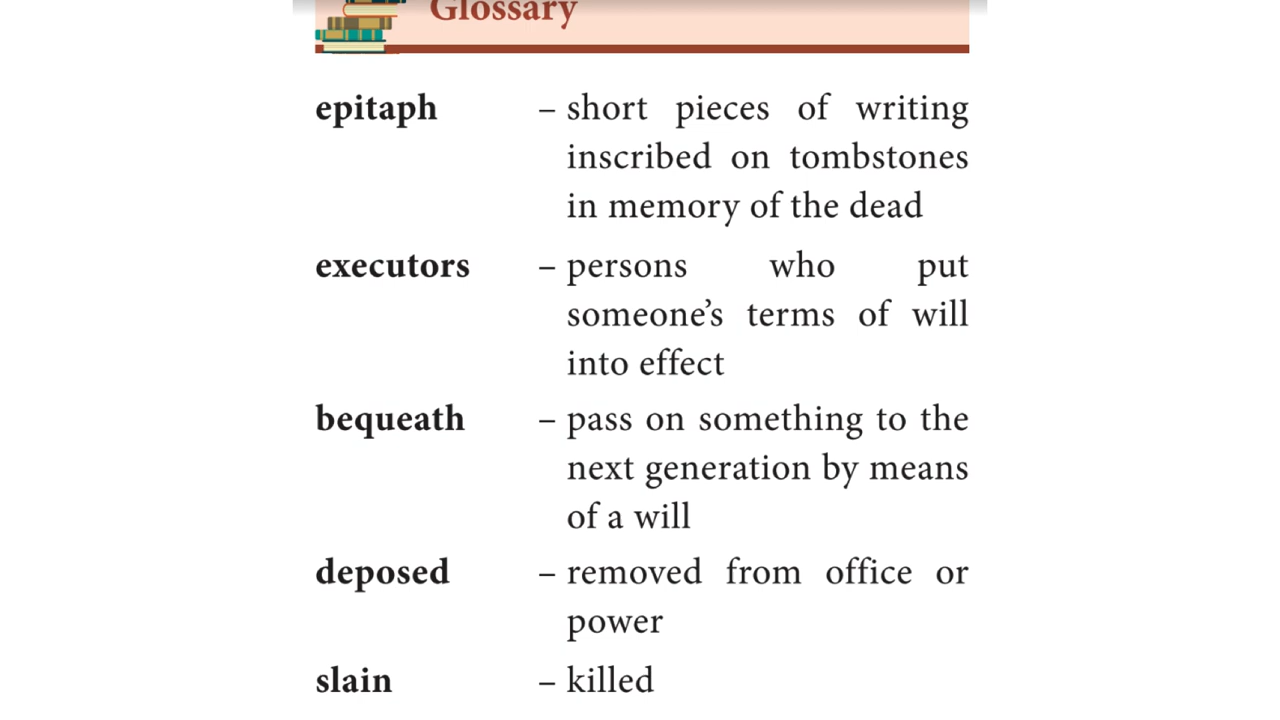 Glossary
epitaph – short pieces of writing
inscribed on tombstones
in memory of the dead
executors – persons who put
someone’s terms of will
into effect
bequeath – pass on something to the
next generation by means
of a will
deposed – removed from office or
power
slain – killed